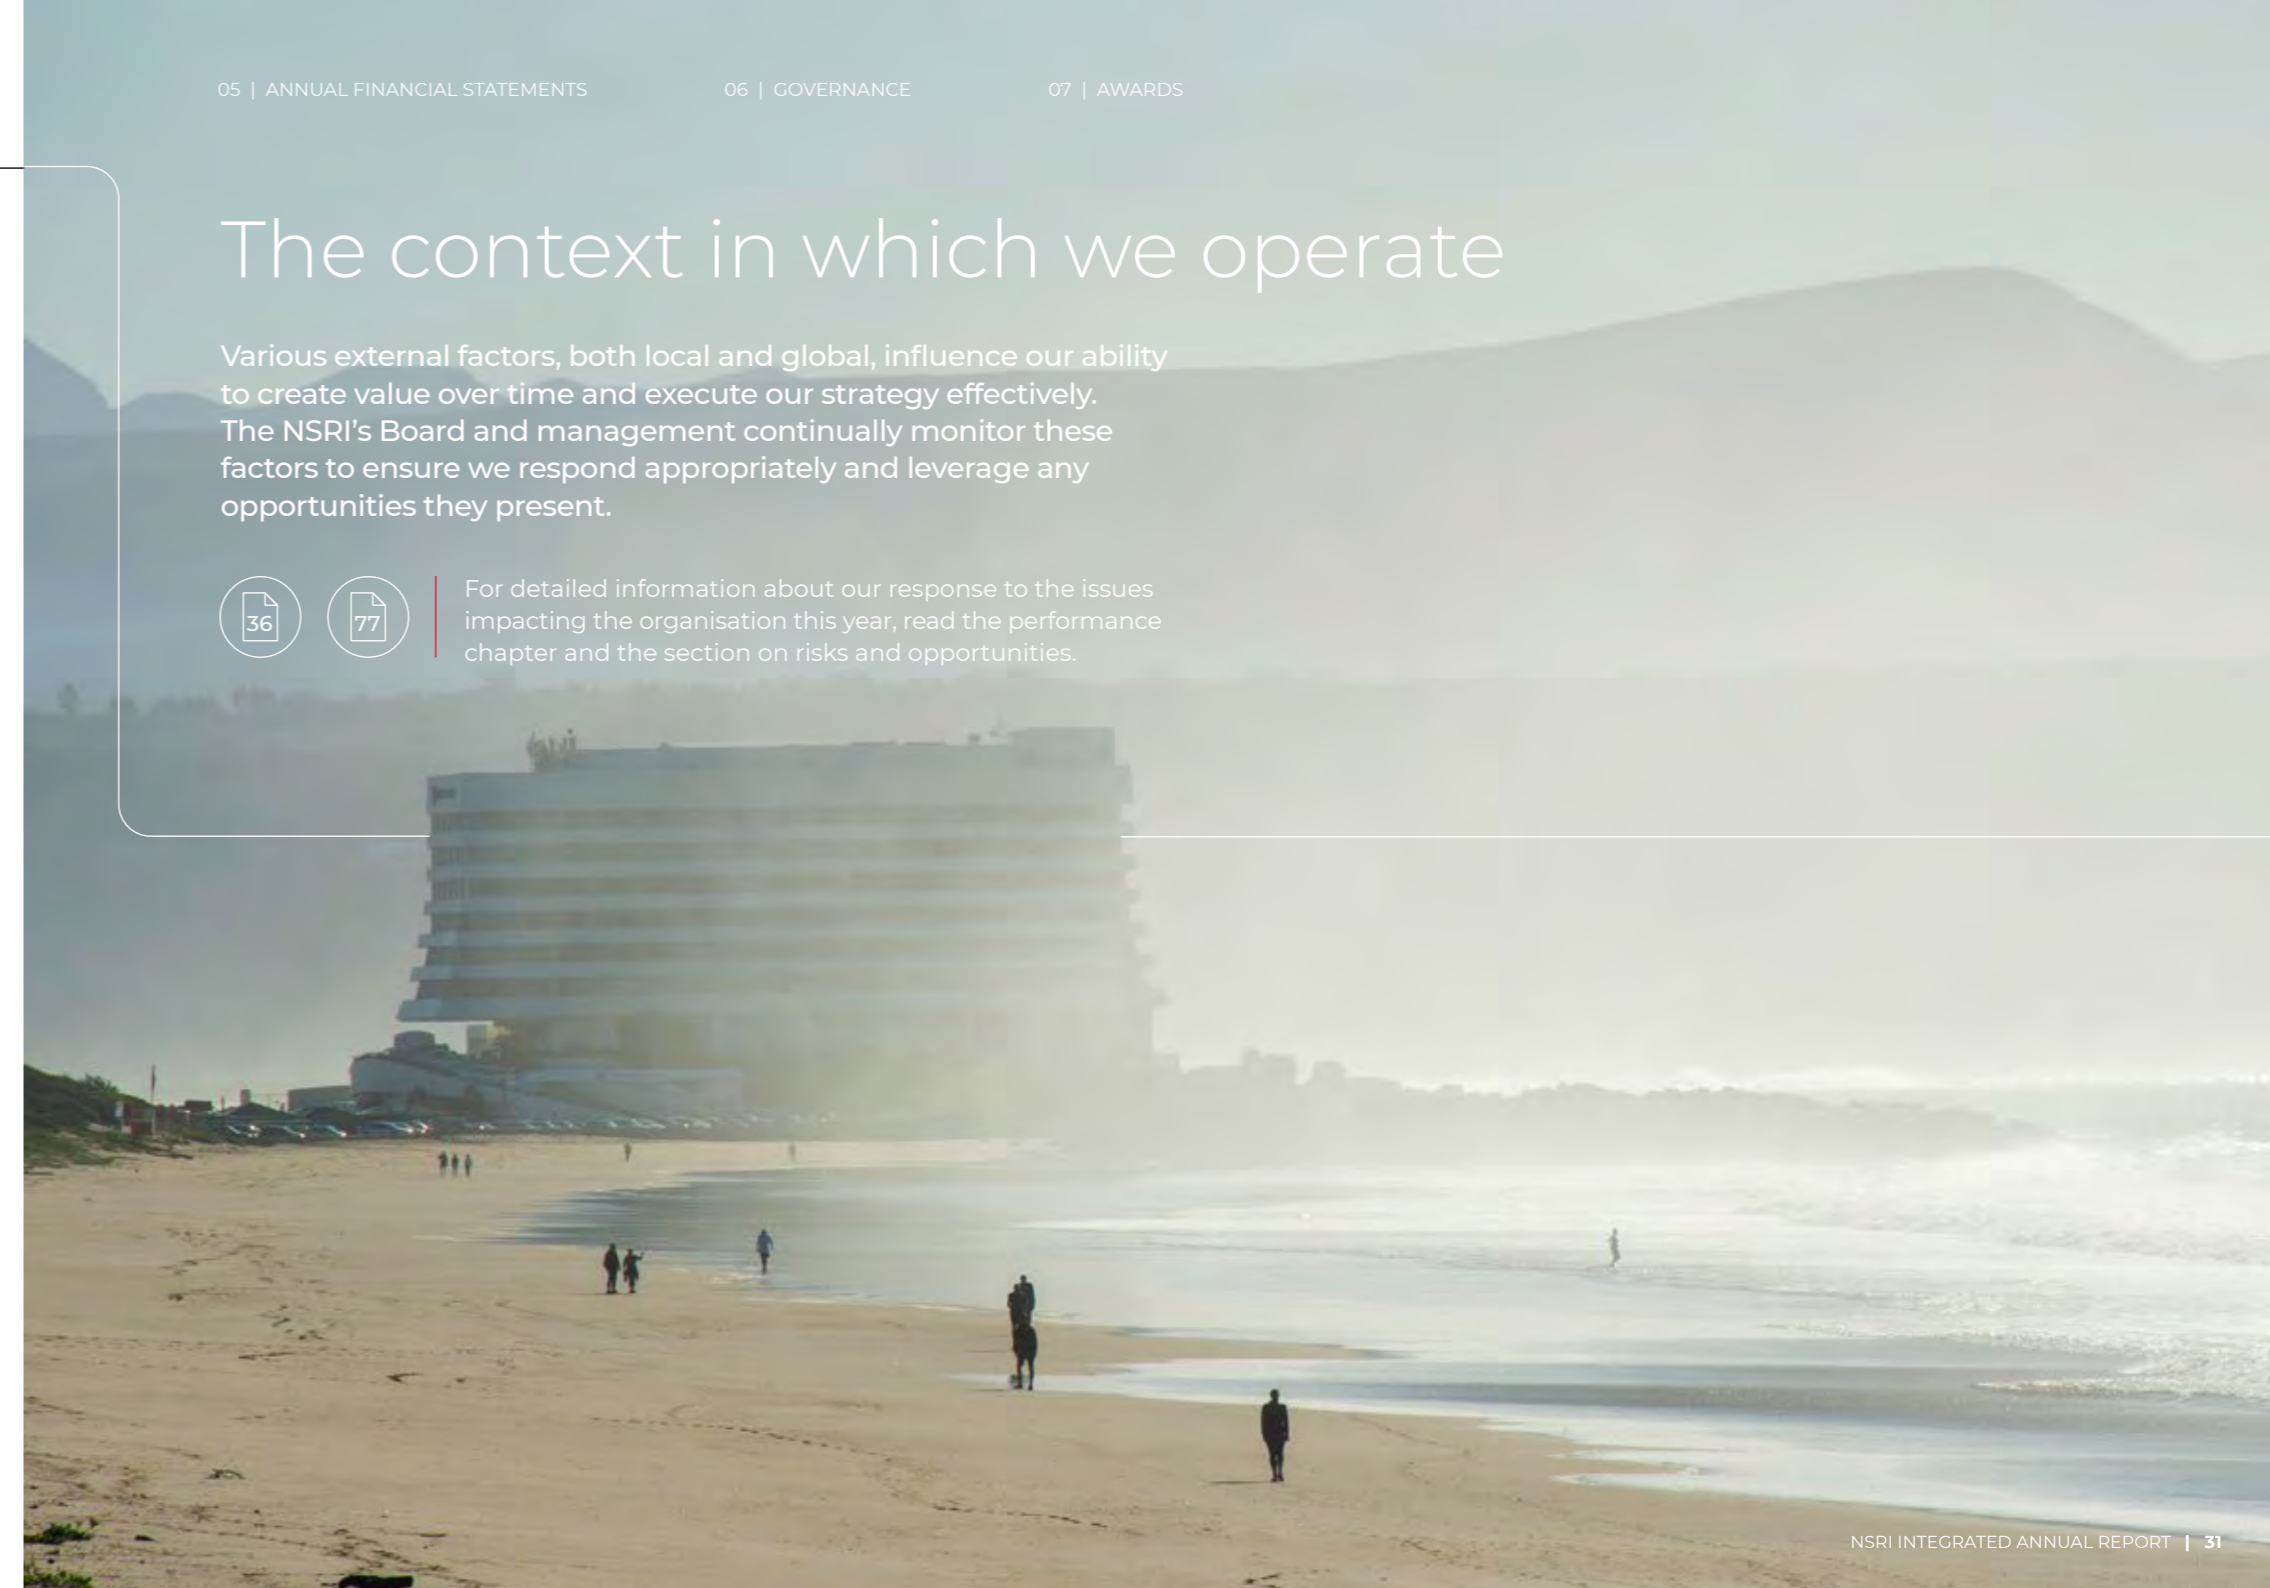 05 | ANNUAL FINANCIAL STATEMENTS 06 | GOVERNANCE 07 | AWARDS
The context in which we operate
Various external factors, both local and global, influence our ability
to create value over time and execute our strategy effectively.
The NSRI’s Board and management continually monitor these
factors to ensure we respond appropriately and leverage any
opportunities they present.
36 77
For detailed information about our response to the issues
impacting the organisation this year, read the performance
chapter and the section on risks and opportunities.
NSRI INTEGRATED ANNUAL REPORT | 31